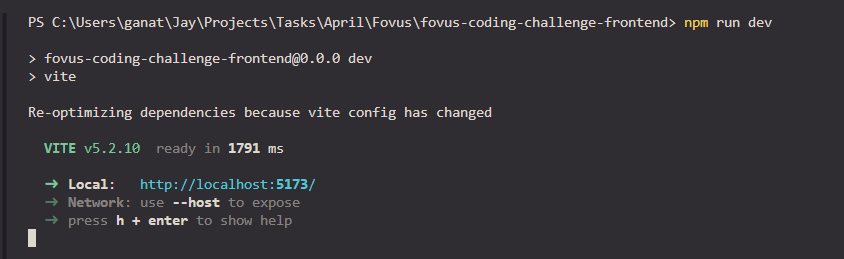 PS C:\Users\ganat\Jay\Projects\Tasks\April\Fovus\fovus-coding-challenge-frontend> npm run dev
> fovus-coding-challenge-frontend@0.0.0 dev
> vite
Re-optimizing dependencies because vite config has changed
VITE v5.2.10 ready in 1791 ms
➜ Local: http://localhost:5173/
➜ Network: use --host to expose
➜ press h + enter to show help